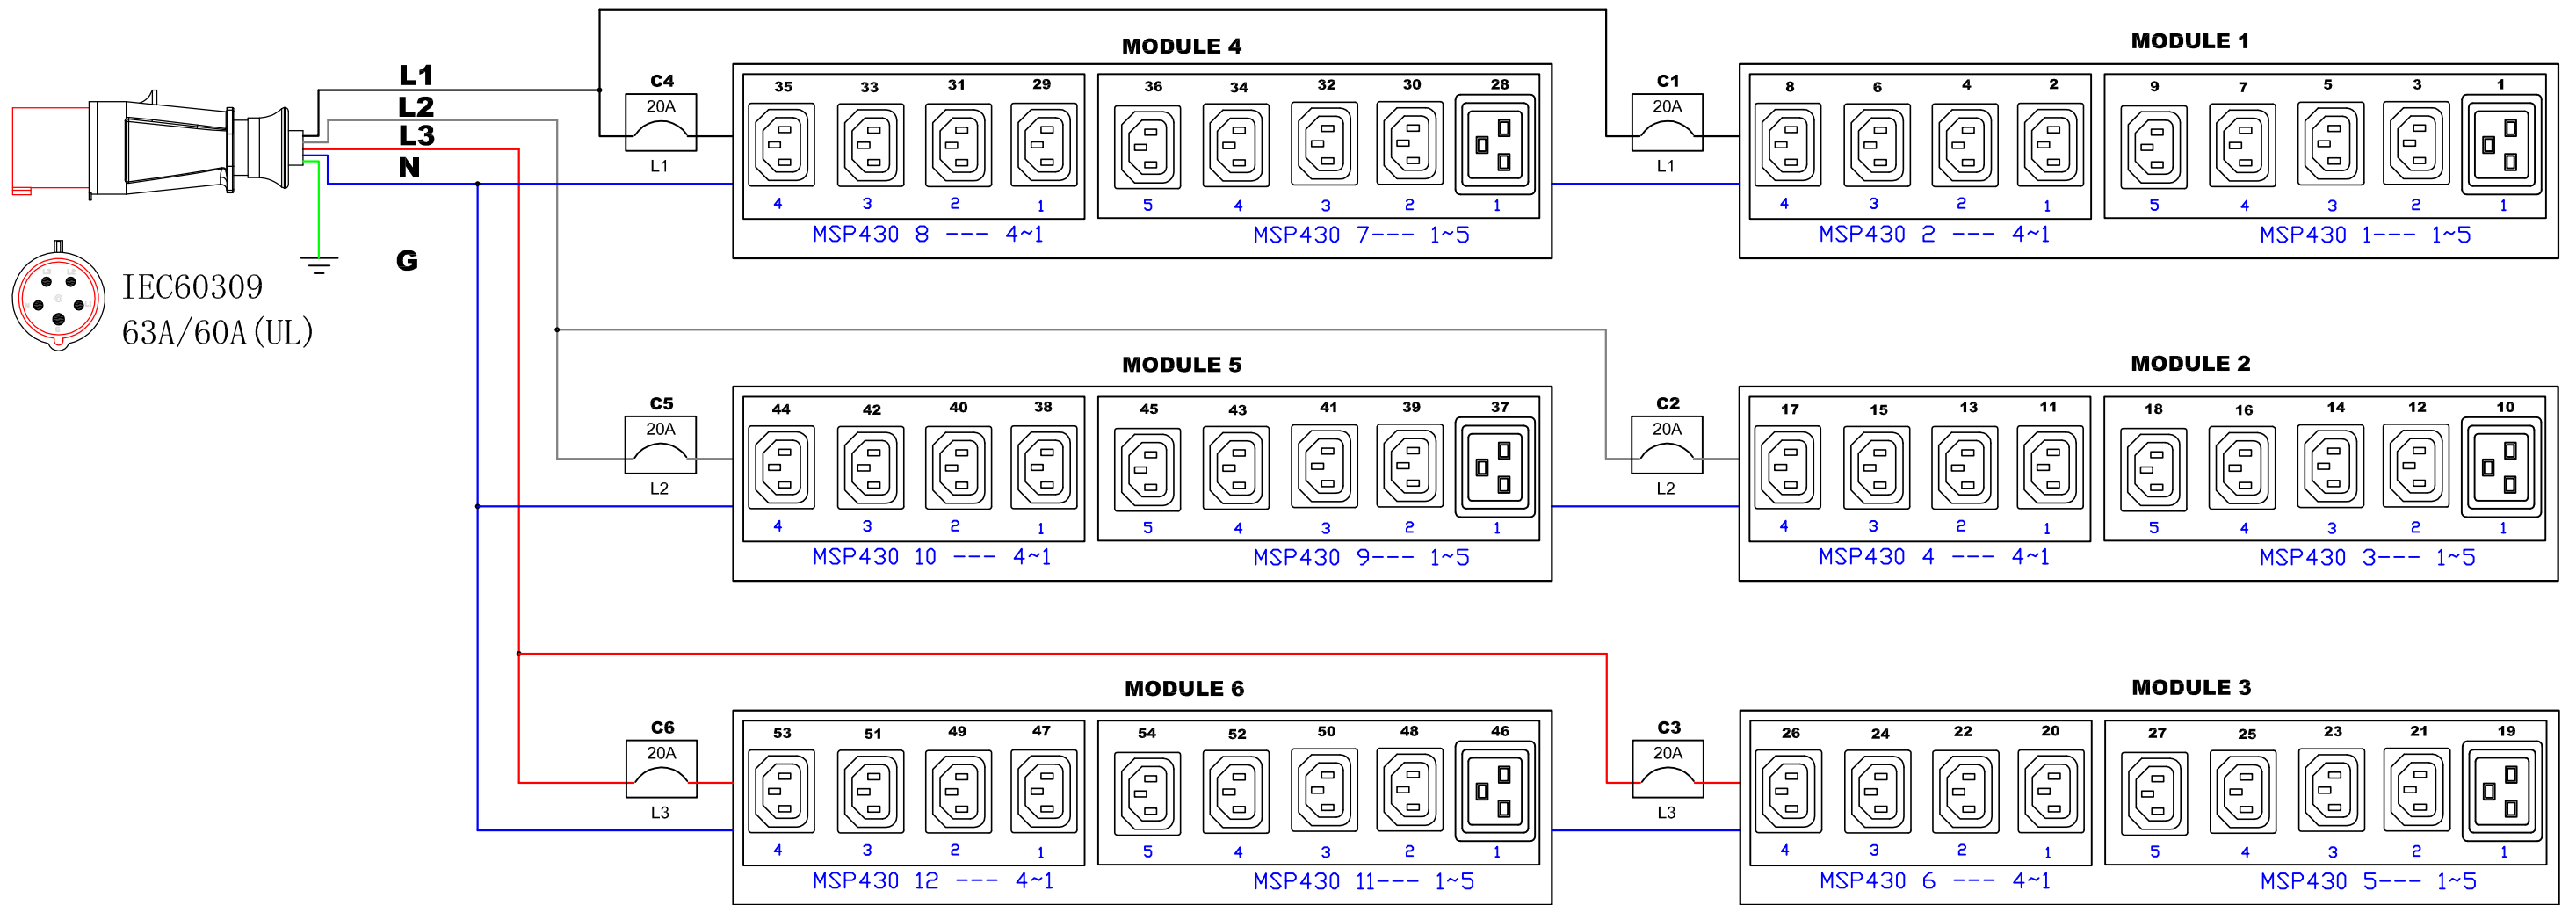 L1
L2
L3
N
G
IEC60309
63A/60A(UL)
L3 L2
L1
MODULE 4
C4
20A
L1
35 33 31 29 36 34 32 30 28
4 3 2 1 5 4 3 2 1
MSP430 8 --- 4~1 MSP430 7--- 1~5
MODULE 1
C1
20A
L1
8 6 4 2 9 7 5 3 1
4 3 2 1 5 4 3 2 1
MSP430 2 --- 4~1 MSP430 1--- 1~5
MODULE 5
C5
20A
L2
44 42 40 38 45 43 41 39 37
4 3 2 1 5 4 3 2 1
MSP430 10 --- 4~1 MSP430 9--- 1~5
MODULE 2
C2
20A
L2
17 15 13 11 18 16 14 12 10
4 3 2 1 5 4 3 2 1
MSP430 4 --- 4~1 MSP430 3--- 1~5
MODULE 6
C6
20A
L3
53 51 49 47 54 52 50 48 46
4 3 2 1 5 4 3 2 1
MSP430 12 --- 4~1 MSP430 11--- 1~5
MODULE 3
C3
20A
L3
26 24 22 20 27 25 23 21 19
4 3 2 1 5 4 3 2 1
MSP430 6 --- 4~1 MSP430 5--- 1~5